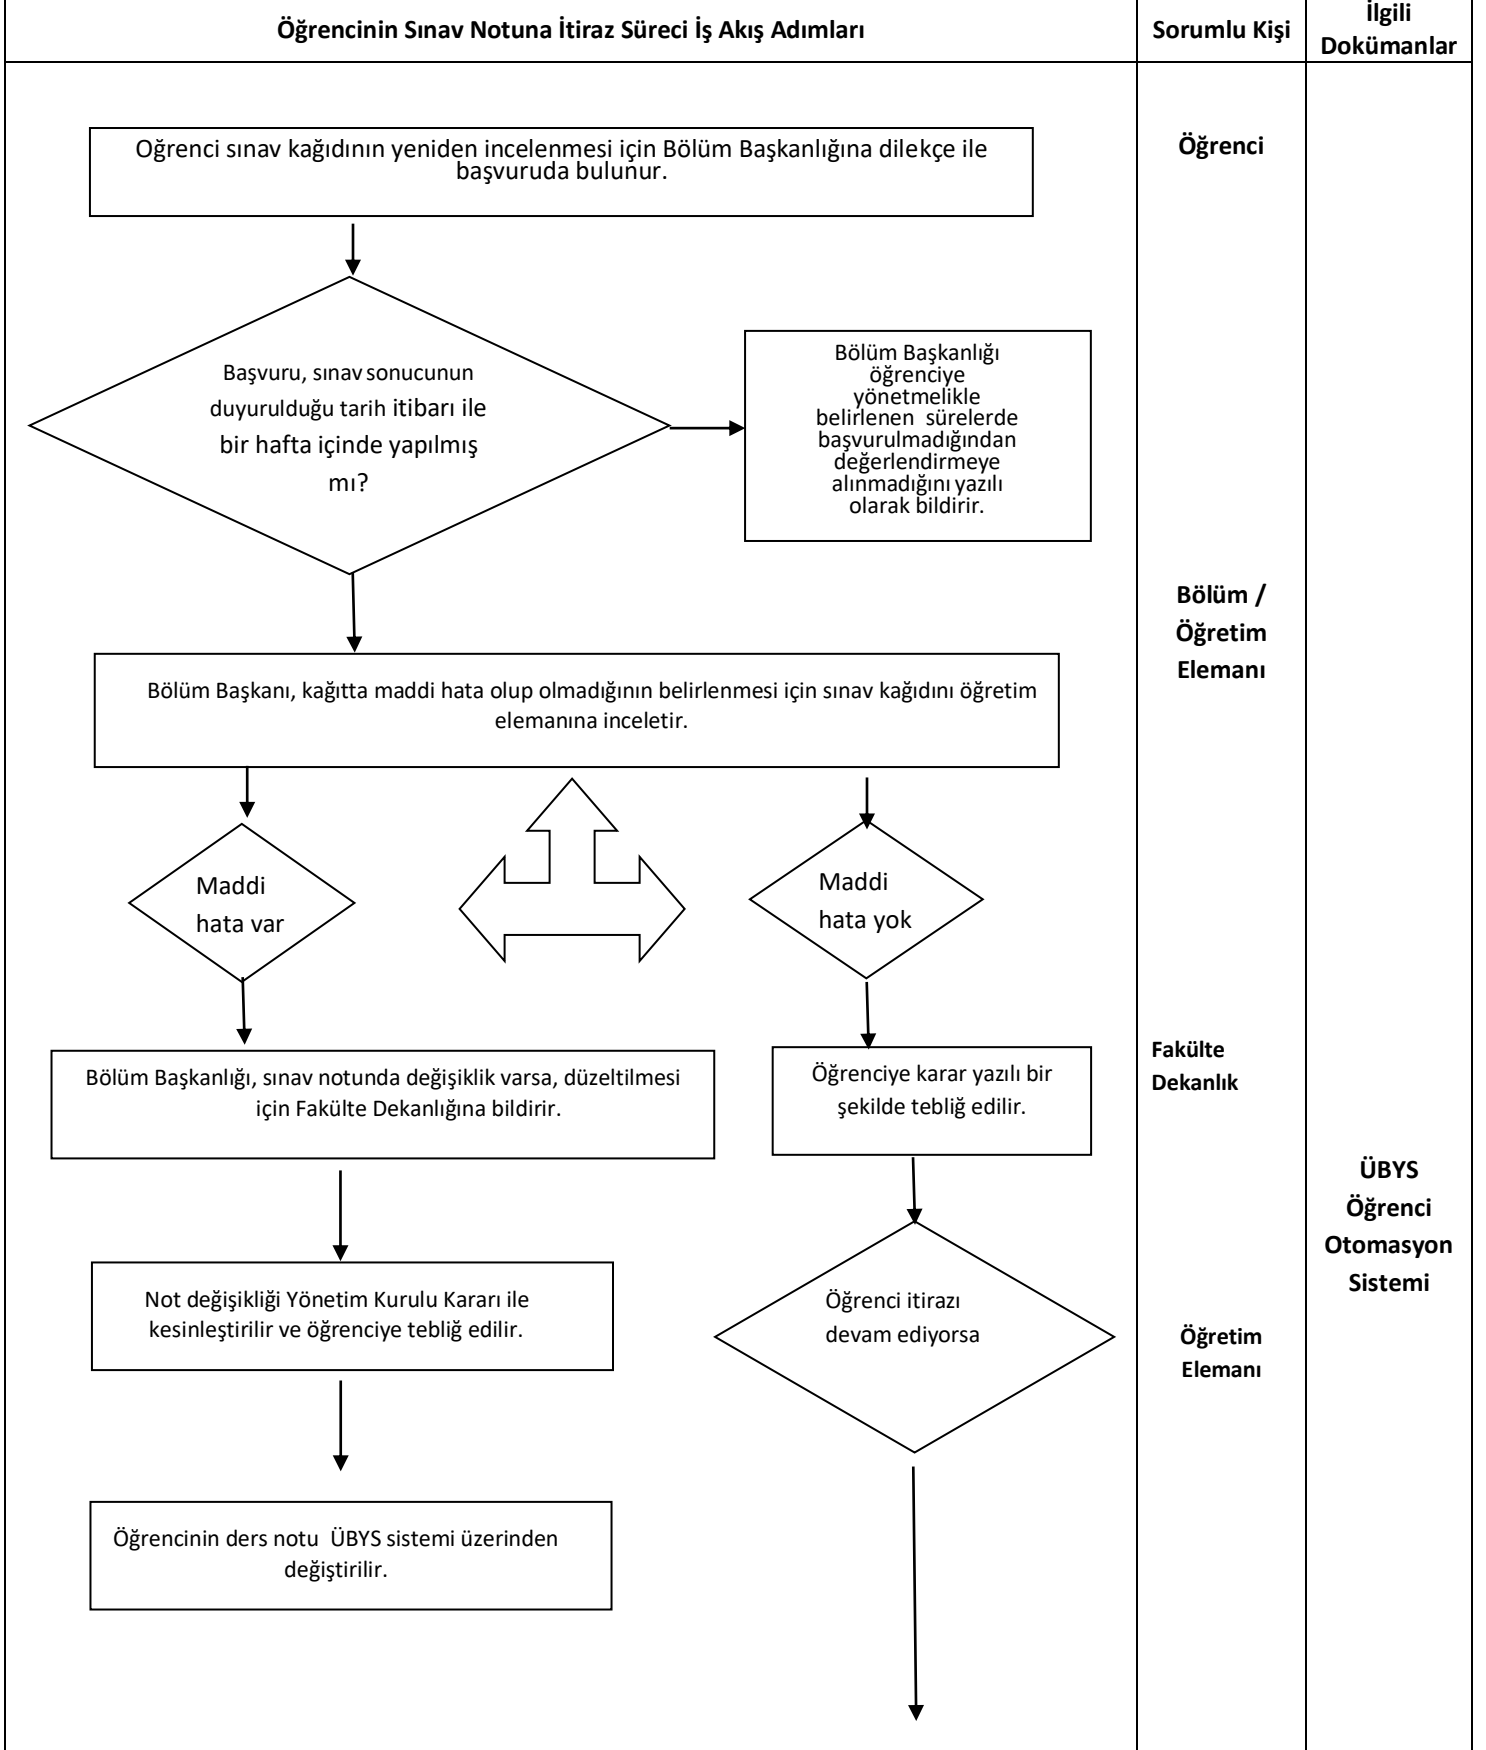 Öğrencinin Sınav Notuna İtiraz Süreci İş Akış Adımları
Sorumlu Kişi
İlgili
Dokümanlar
Oğrenci sınav kağıdının yeniden incelenmesi için Bölüm Başkanlığına dilekçe ile
başvuruda bulunur.
Öğrenci
Başvuru, sınav sonucunun
duyurulduğu tarih itibarı ile
bir hafta içinde yapılmış
mı?
Bölüm Başkanlığı
öğrenciye
yönetmelikle
belirlenen sürelerde
başvurulmadığından
değerlendirmeye
alınmadığını yazılı
olarak bildirir.
Bölüm /
Öğretim
Elemanı
Bölüm Başkanı, kağıtta maddi hata olup olmadığının belirlenmesi için sınav kağıdını öğretim
elemanına inceletir.
Maddi
hata var
Maddi
hata yok
Bölüm Başkanlığı, sınav notunda değişiklik varsa, düzeltilmesi
için Fakülte Dekanlığına bildirir.
Öğrenciye karar yazılı bir
şekilde tebliğ edilir.
Fakülte
Dekanlık
ÜBYS
Öğrenci
Otomasyon
Sistemi
Not değişikliği Yönetim Kurulu Kararı ile
kesinleştirilir ve öğrenciye tebliğ edilir.
Öğrenci itirazı
devam ediyorsa
Öğretim
Elemanı
Öğrencinin ders notu ÜBYS sistemi üzerinden
değiştirilir.